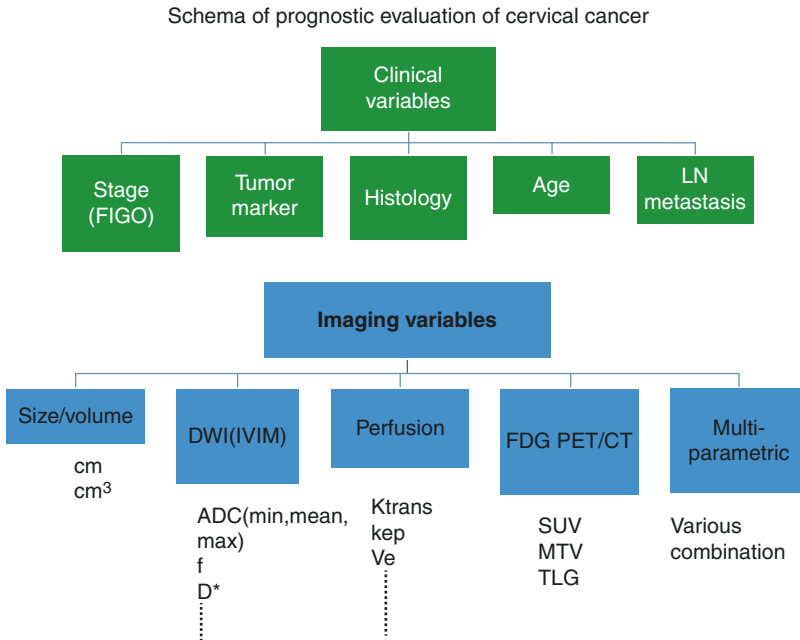 Schema of prognostic evaluation of cervical cancer
Clinical
variables
Stage
(FIGO)
Tumor
marker
Histology
Age
LN
metastasis
Imaging variables
Size/volume
cm
cm³
DWI(IVIM)
ADC(min,mean,
max)
f
D*
Perfusion
Ktrans
kep
Ve
FDG PET/CT
SUV
MTV
TLG
Multi-
parametric
Various
combination